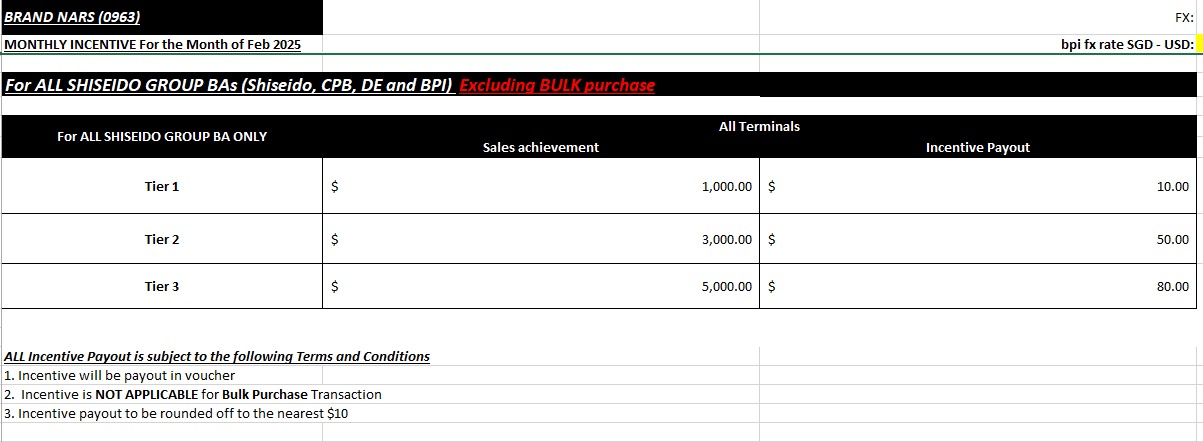 BRAND NARS (0963)
FX:
MONTHLY INCENTIVE For the Month of Feb 2025
bpi fx rate SGD - USD:
For ALL SHISEIDO GROUP BAs (Shiseido, CPB, DE and BPI) Excluding BULK purchase
For ALL SHISEIDO GROUP BA ONLY
All Terminals
Sales achievement Incentive Payout
Tier 1 $ 1,000.00 $ 10.00
Tier 2 $ 3,000.00 $ 50.00
Tier 3 $ 5,000.00 $ 80.00
ALL Incentive Payout is subject to the following Terms and Conditions
1. Incentive will be payout in voucher
2. Incentive is NOT APPLICABLE for Bulk Purchase Transaction
3. Incentive payout to be rounded off to the nearest $10